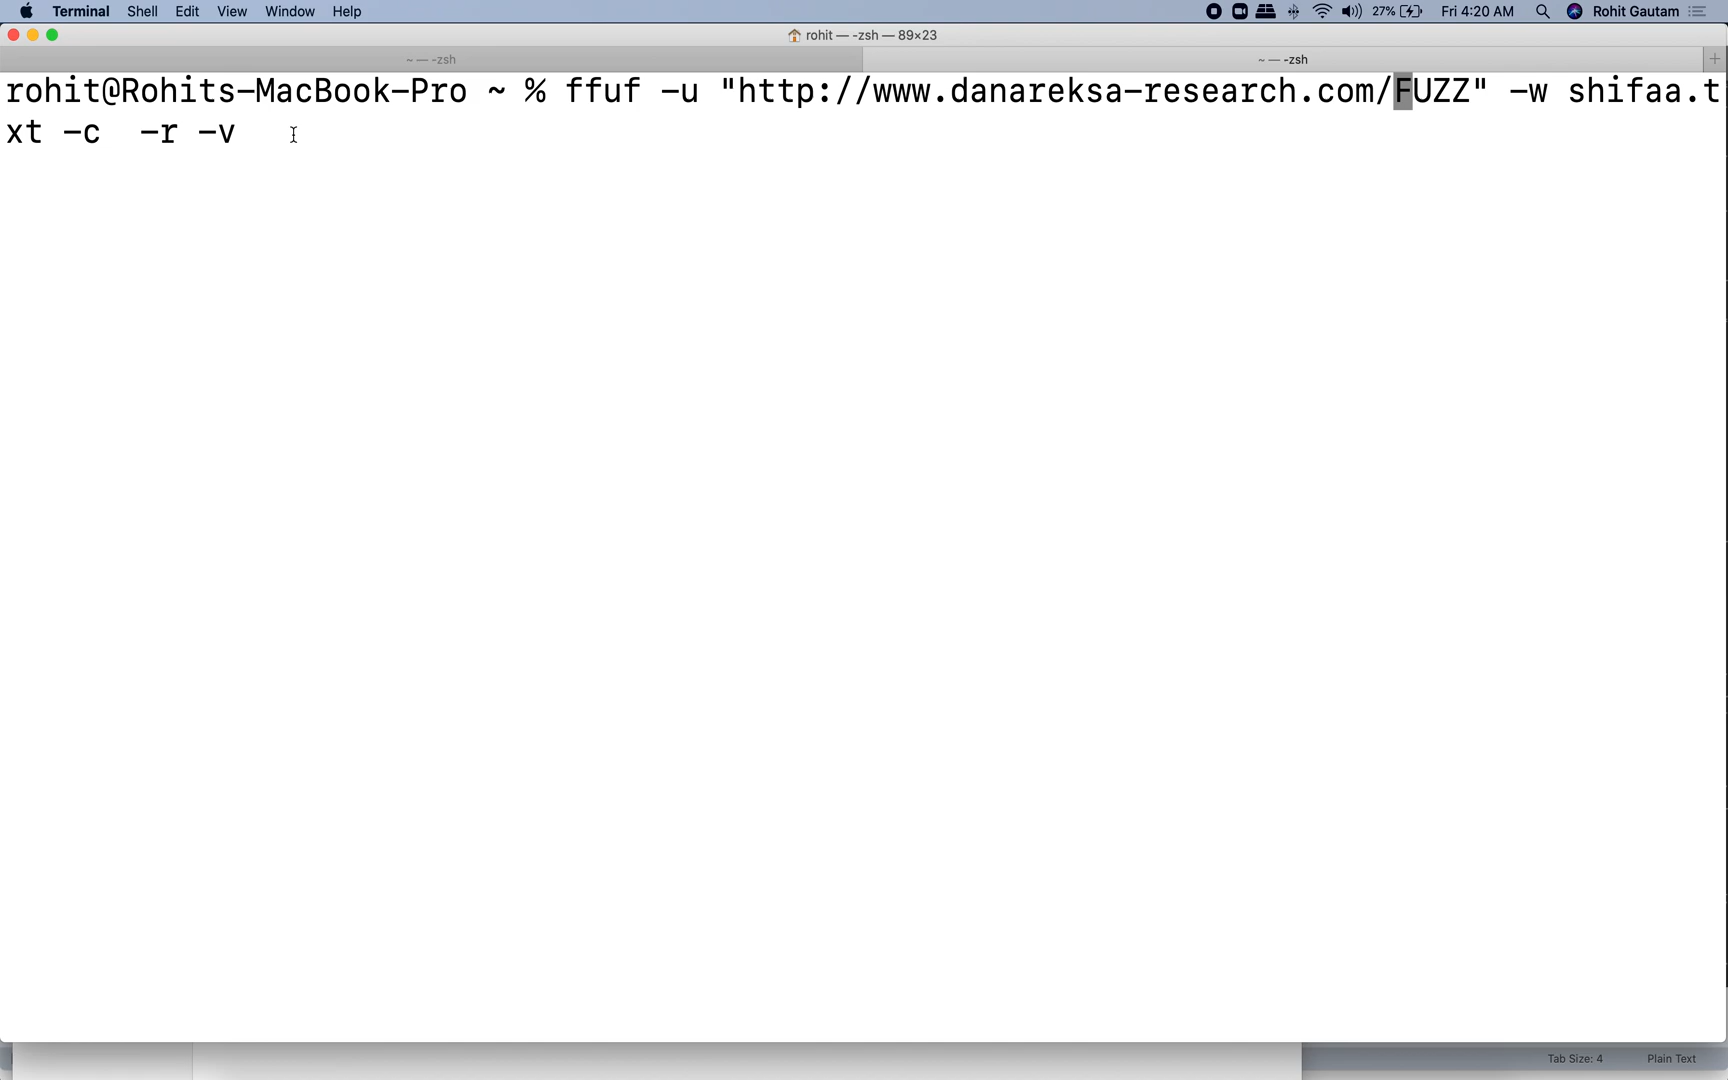 Terminal Shell Edit View Window Help 27% Fri 4:20 AM Rohit Gautam
rohit — -zsh — 89×23
~ — -zsh ~ — -zsh +
rohit@Rohits-MacBook-Pro ~ % ffuf -u "http://www.danareksa-research.com/FUZZ" -w shifaa.t
xt -c  -r -v
Tab Size: 4 Plain Text